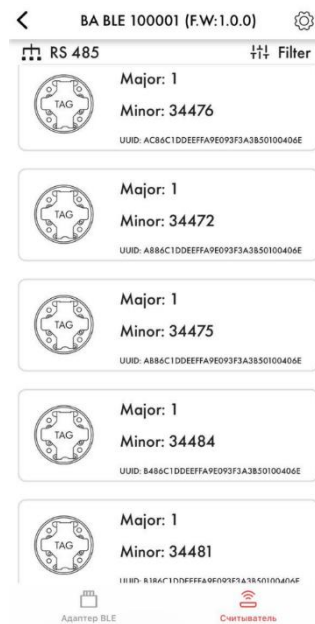 BA BLE 100001 (F.W:1.0.0)
RS 485 Filter
Major: 1
TAG
Minor: 34476
UUID: AC86C1DDEEFFA9E093F3A3B50100406E
Major: 1
TAG
Minor: 34472
UUID: A886C1DDEEFFA9E093F3A3B50100406E
Major: 1
TAG
Minor: 34475
UUID: AB86C1DDEEFFA9E093F3A3B50100406E
Major: 1
TAG
Minor: 34484
UUID: B486C1DDEEFFA9E093F3A3B50100406E
Major: 1
TAG
Minor: 34481
UUID: B186C1DDEEFFA9E093F3A3B50100406E
Адаптер BLE Считыватель